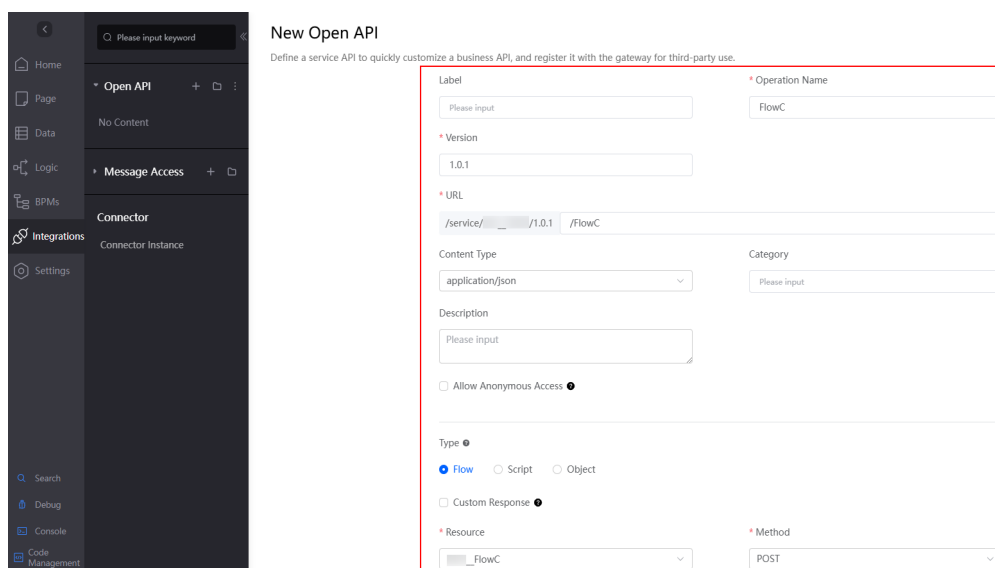 Home
Page
Data
Logic
BPMs
Integrations
Settings
Search
Debug
Console
Code
Management
Please input keyword
Open API
No Content
Message Access
Connector
Connector Instance
New Open API
Define a service API to quickly customize a business API, and register it with the gateway for third-party use.
Label
* Operation Name
Please input
FlowC
* Version
1.0.1
* URL
/service/ __ /1.0.1 /FlowC
Content Type
Category
application/json
Please input
Description
Please input
Allow Anonymous Access
Type
Flow Script Object
Custom Response
* Resource
* Method
__FlowC
POST